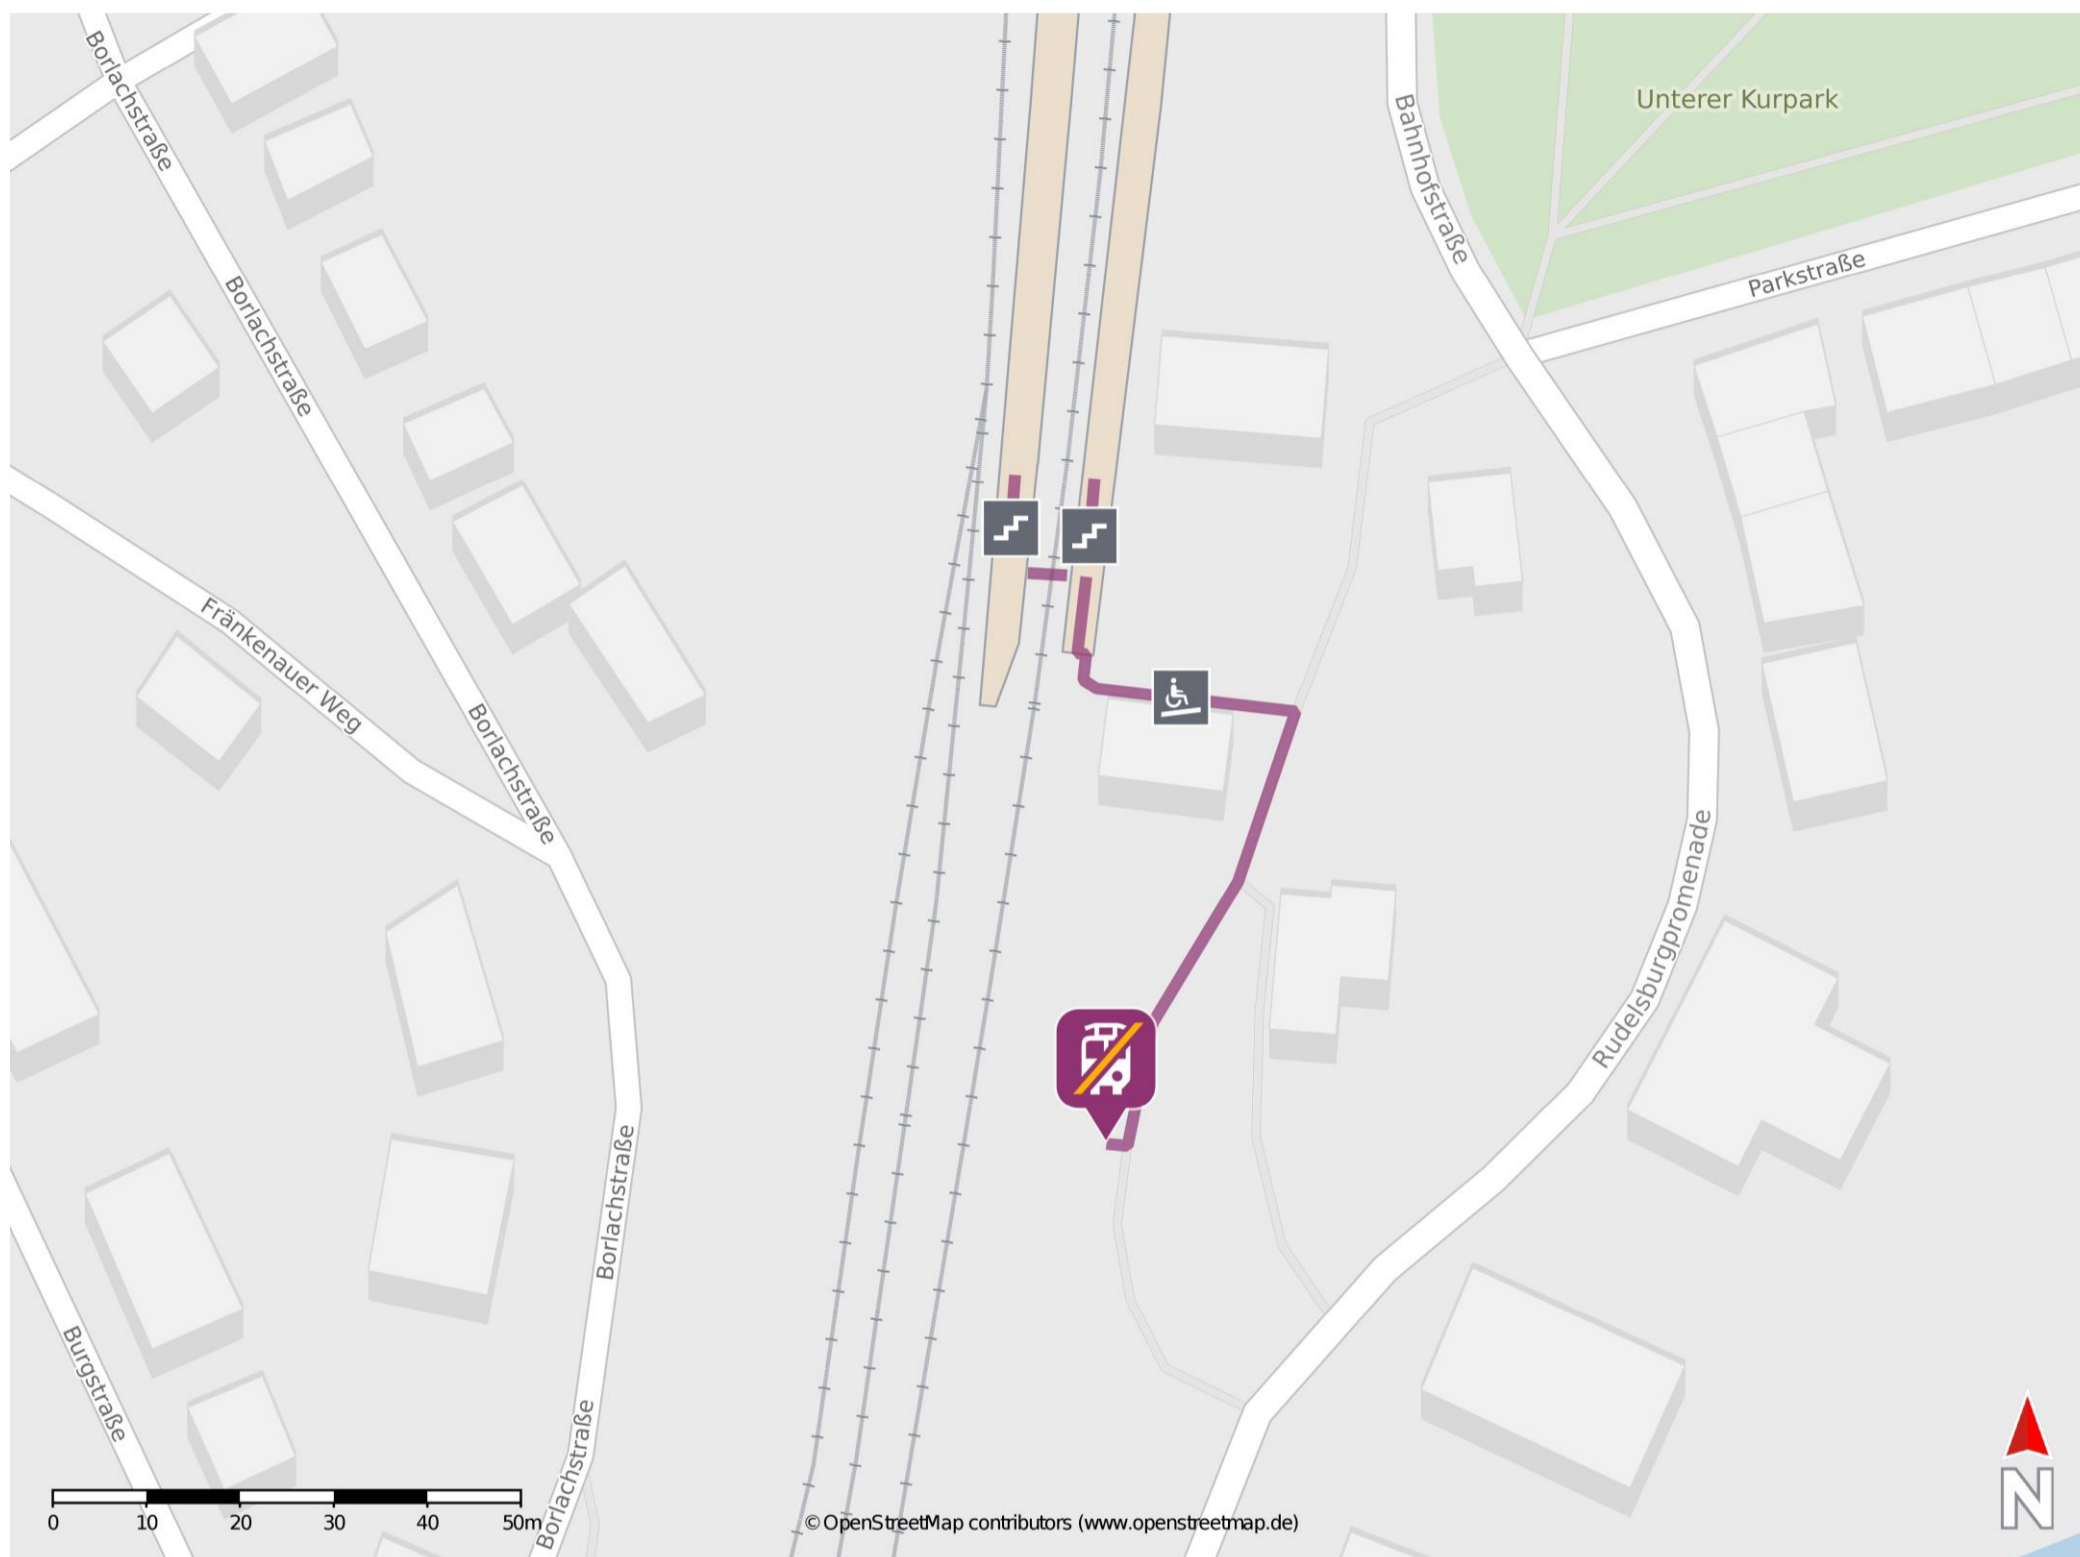 Borlachstraße
Unterer Kurpark
Bahnhofstraße
Parkstraße
Borlachstraße
Fränkenauer Weg
Borlachstraße
Rudelsburgpromenade
Borlachstraße
Burgstraße
Borlachstraße
N
0 10 20 30 40 50m
© OpenStreetMap contributors (www.openstreetmap.de)